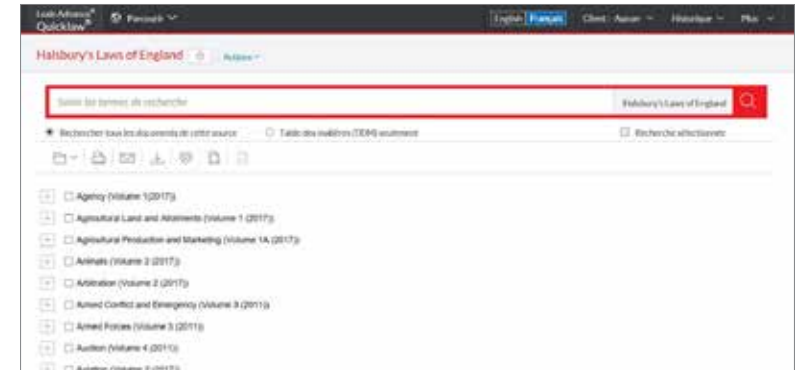 Lexis Advance® Quicklaw® Parcourir English Français Client : Aucun Historique Plus
Halsbury's Laws of England Actions
Saisir les termes de recherche Halsbury's Laws of England
Rechercher tous les documents de cette source Table des matières (TDM) seulement Recherche sélectionnée
Agency (Volume 1(2017))
Agricultural Land and Allotments (Volume 1 (2017))
Agricultural Production and Marketing (Volume 1A (2017))
Animals (Volume 2 (2017))
Arbitration (Volume 2 (2017))
Armed Conflict and Emergency (Volume 3 (2011))
Armed Forces (Volume 3 (2011))
Auction (Volume 4 (2011))